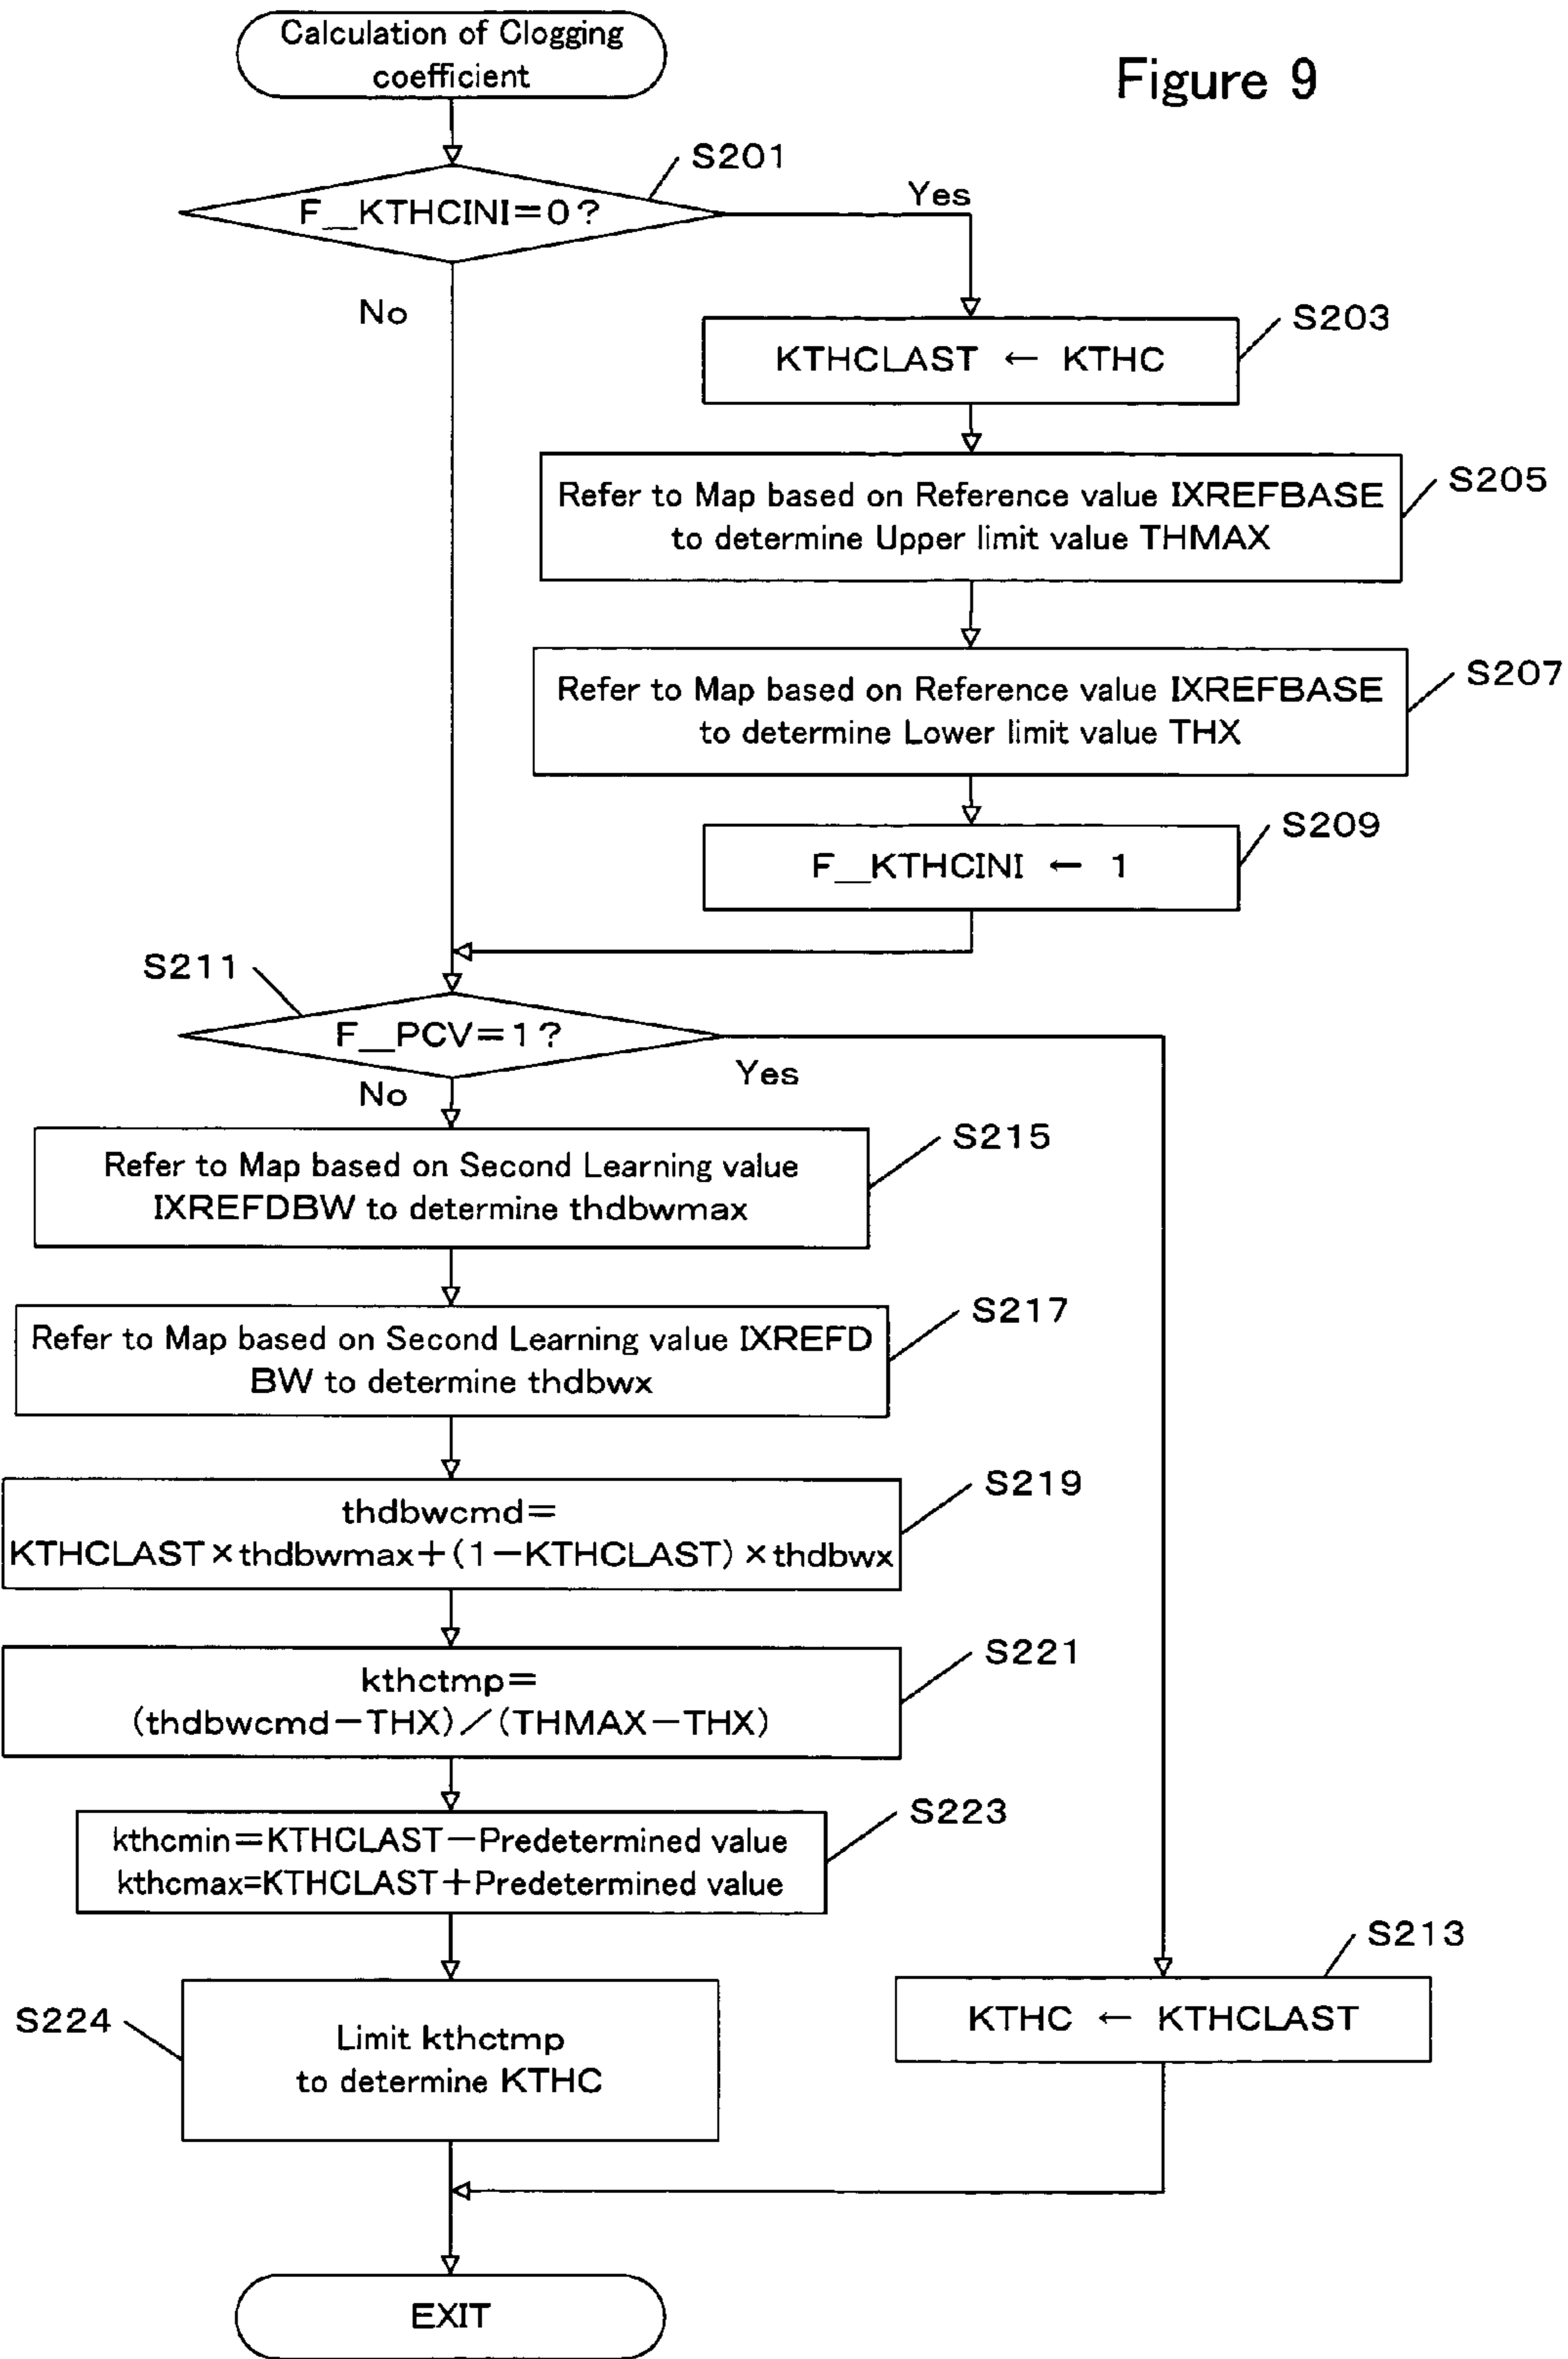 Calculation of Clogging
coefficient
Figure 9
S201
F__KTHCINI=0?
Yes
No
S203
KTHCLAST ← KTHC
S205
Refer to Map based on Reference value IXREFBASE
to determine Upper limit value THMAX
S207
Refer to Map based on Reference value IXREFBASE
to determine Lower limit value THX
S209
F__KTHCINI ← 1
S211
F__PCV=1?
Yes
No
S215
Refer to Map based on Second Learning value
IXREFDBW to determine thdbwmax
S217
Refer to Map based on Second Learning value IXREFD
BW to determine thdbwx
S219
thdbwcmd=
KTHCLAST×thdbwmax+(1−KTHCLAST)×thdbwx
S221
kthctmp=
(thdbwcmd−THX)／(THMAX−THX)
S223
kthcmin=KTHCLAST−Predetermined value
kthcmax=KTHCLAST+Predetermined value
S213
KTHC ← KTHCLAST
S224
Limit kthctmp
to determine KTHC
EXIT